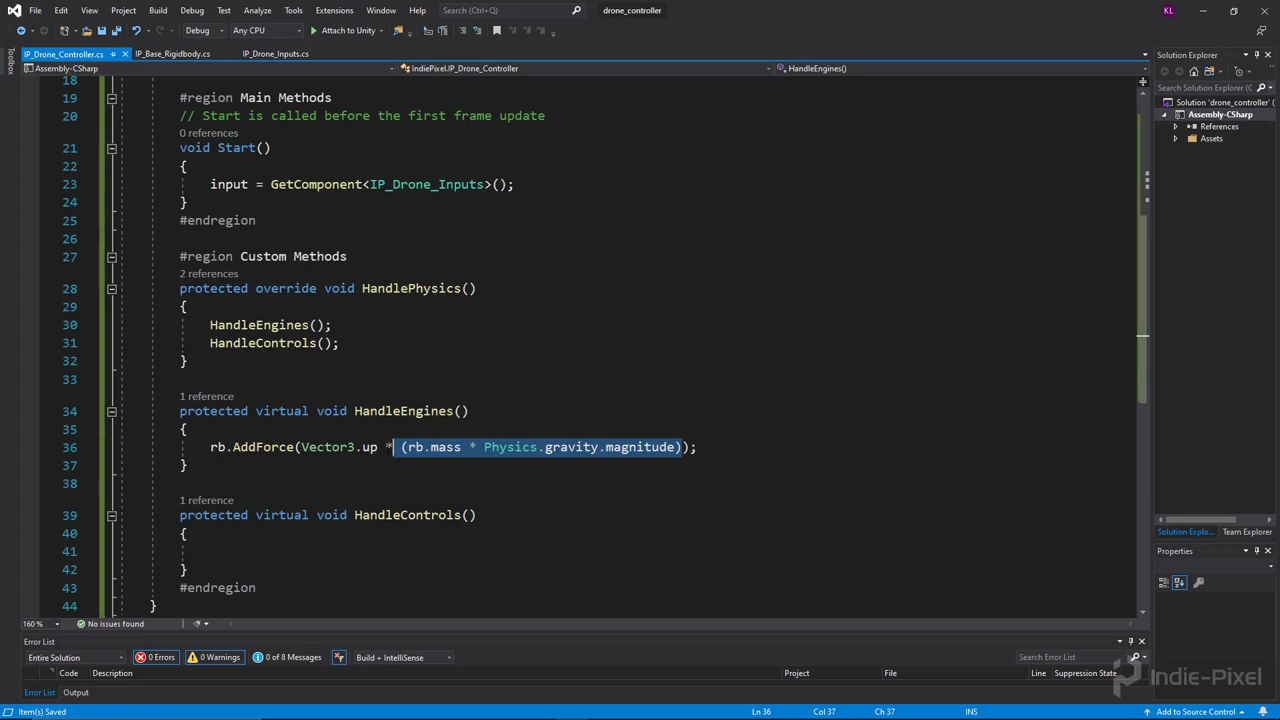 File Edit View Project Build Debug Test Analyze Tools Extensions Window Help Search (Ctrl+Q) drone_controller KL
Debug Any CPU Attach to Unity
IP_Drone_Controller.cs IP_Base_Rigidbody.cs IP_Drone_Inputs.cs
Assembly-CSharp IndiePixel.IP_Drone_Controller HandleEngines()
Toolbox
18
19 #region Main Methods
20 // Start is called before the first frame update
0 references
21 void Start()
22 {
23 input = GetComponent<IP_Drone_Inputs>();
24 }
25 #endregion
26
27 #region Custom Methods
2 references
28 protected override void HandlePhysics()
29 {
30 HandleEngines();
31 HandleControls();
32 }
33
1 reference
34 protected virtual void HandleEngines()
35 {
36 rb.AddForce(Vector3.up * (rb.mass * Physics.gravity.magnitude));
37 }
38
1 reference
39 protected virtual void HandleControls()
40 {
41
42 }
43 #endregion
44 }
160 % No issues found
Solution Explorer
Search Solution Explorer (Ctrl+
Solution 'drone_controller' (
Assembly-CSharp
References
Assets
Solution Explo... Team Explorer
Properties
Error List
Entire Solution 0 Errors 0 Warnings 0 of 8 Messages Build + IntelliSense Search Error List
Code Description Project File Line Suppression State
Error List Output
Indie-Pixel
Item(s) Saved Ln 36 Col 37 Ch 37 INS Add to Source Control